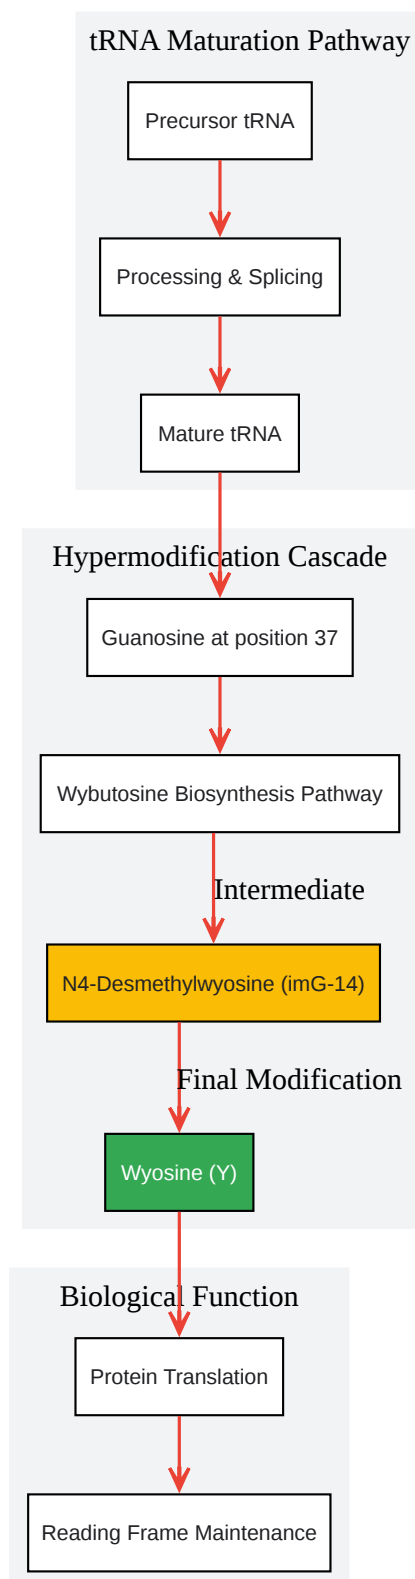 tRNA Maturation Pathway
Precursor tRNA
Processing & Splicing
Mature tRNA
Hypermodification Cascade
Guanosine at position 37
Wybutosine Biosynthesis Pathway
Intermediate
N4-Desmethylwyosine (imG-14)
Final Modification
Wyosine (Y)
Biological Function
Protein Translation
Reading Frame Maintenance